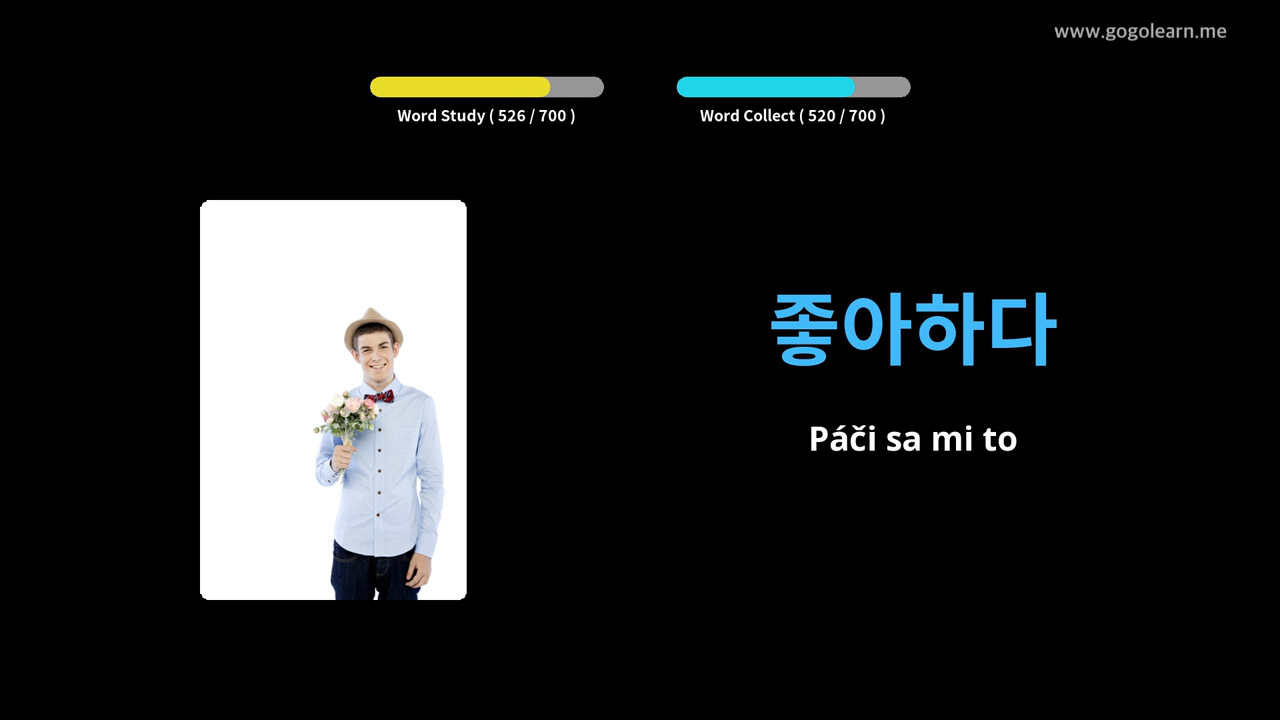 www.gogolearn.me
Word Study ( 526 / 700 )
Word Collect ( 520 / 700 )
좋아하다
Páči sa mi to